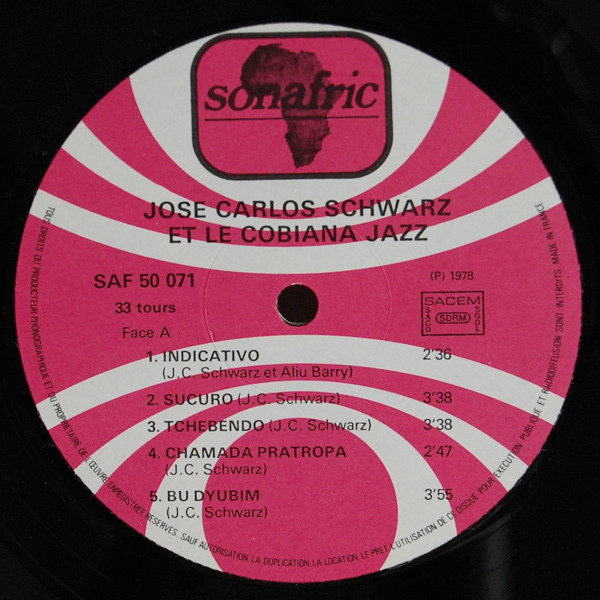 sonafric
JOSE CARLOS SCHWARZ
ET LE COBIANA JAZZ
SAF 50 071
(P) 1978
33 tours
SACEM
SACD
SDRM
SGDL
Face A
1. INDICATIVO 2'36
(J.C. Schwarz et Aliu Barry)
2. SUCURO (J.C. Schwarz) 3'38
3. TCHEBENDO (J.C. Schwarz) 3'38
4. CHAMADA PRATROPA 2'47
(J.C. Schwarz)
5. BU DYUBIM 3'55
(J.C. Schwarz)
TOUS DROITS DU PRODUCTEUR PHONOGRAPHIQUE ET DU PROPRIETAIRE DE L'ŒUVRE ENREGISTREE RESERVES. SAUF AUTORISATION, LA DUPLICATION, LA LOCATION, LE PRET, L'UTILISATION DE CE DISQUE POUR EXECUTION PUBLIQUE ET RADIODIFFUSION SONT INTERDITS. MADE IN FRANCE